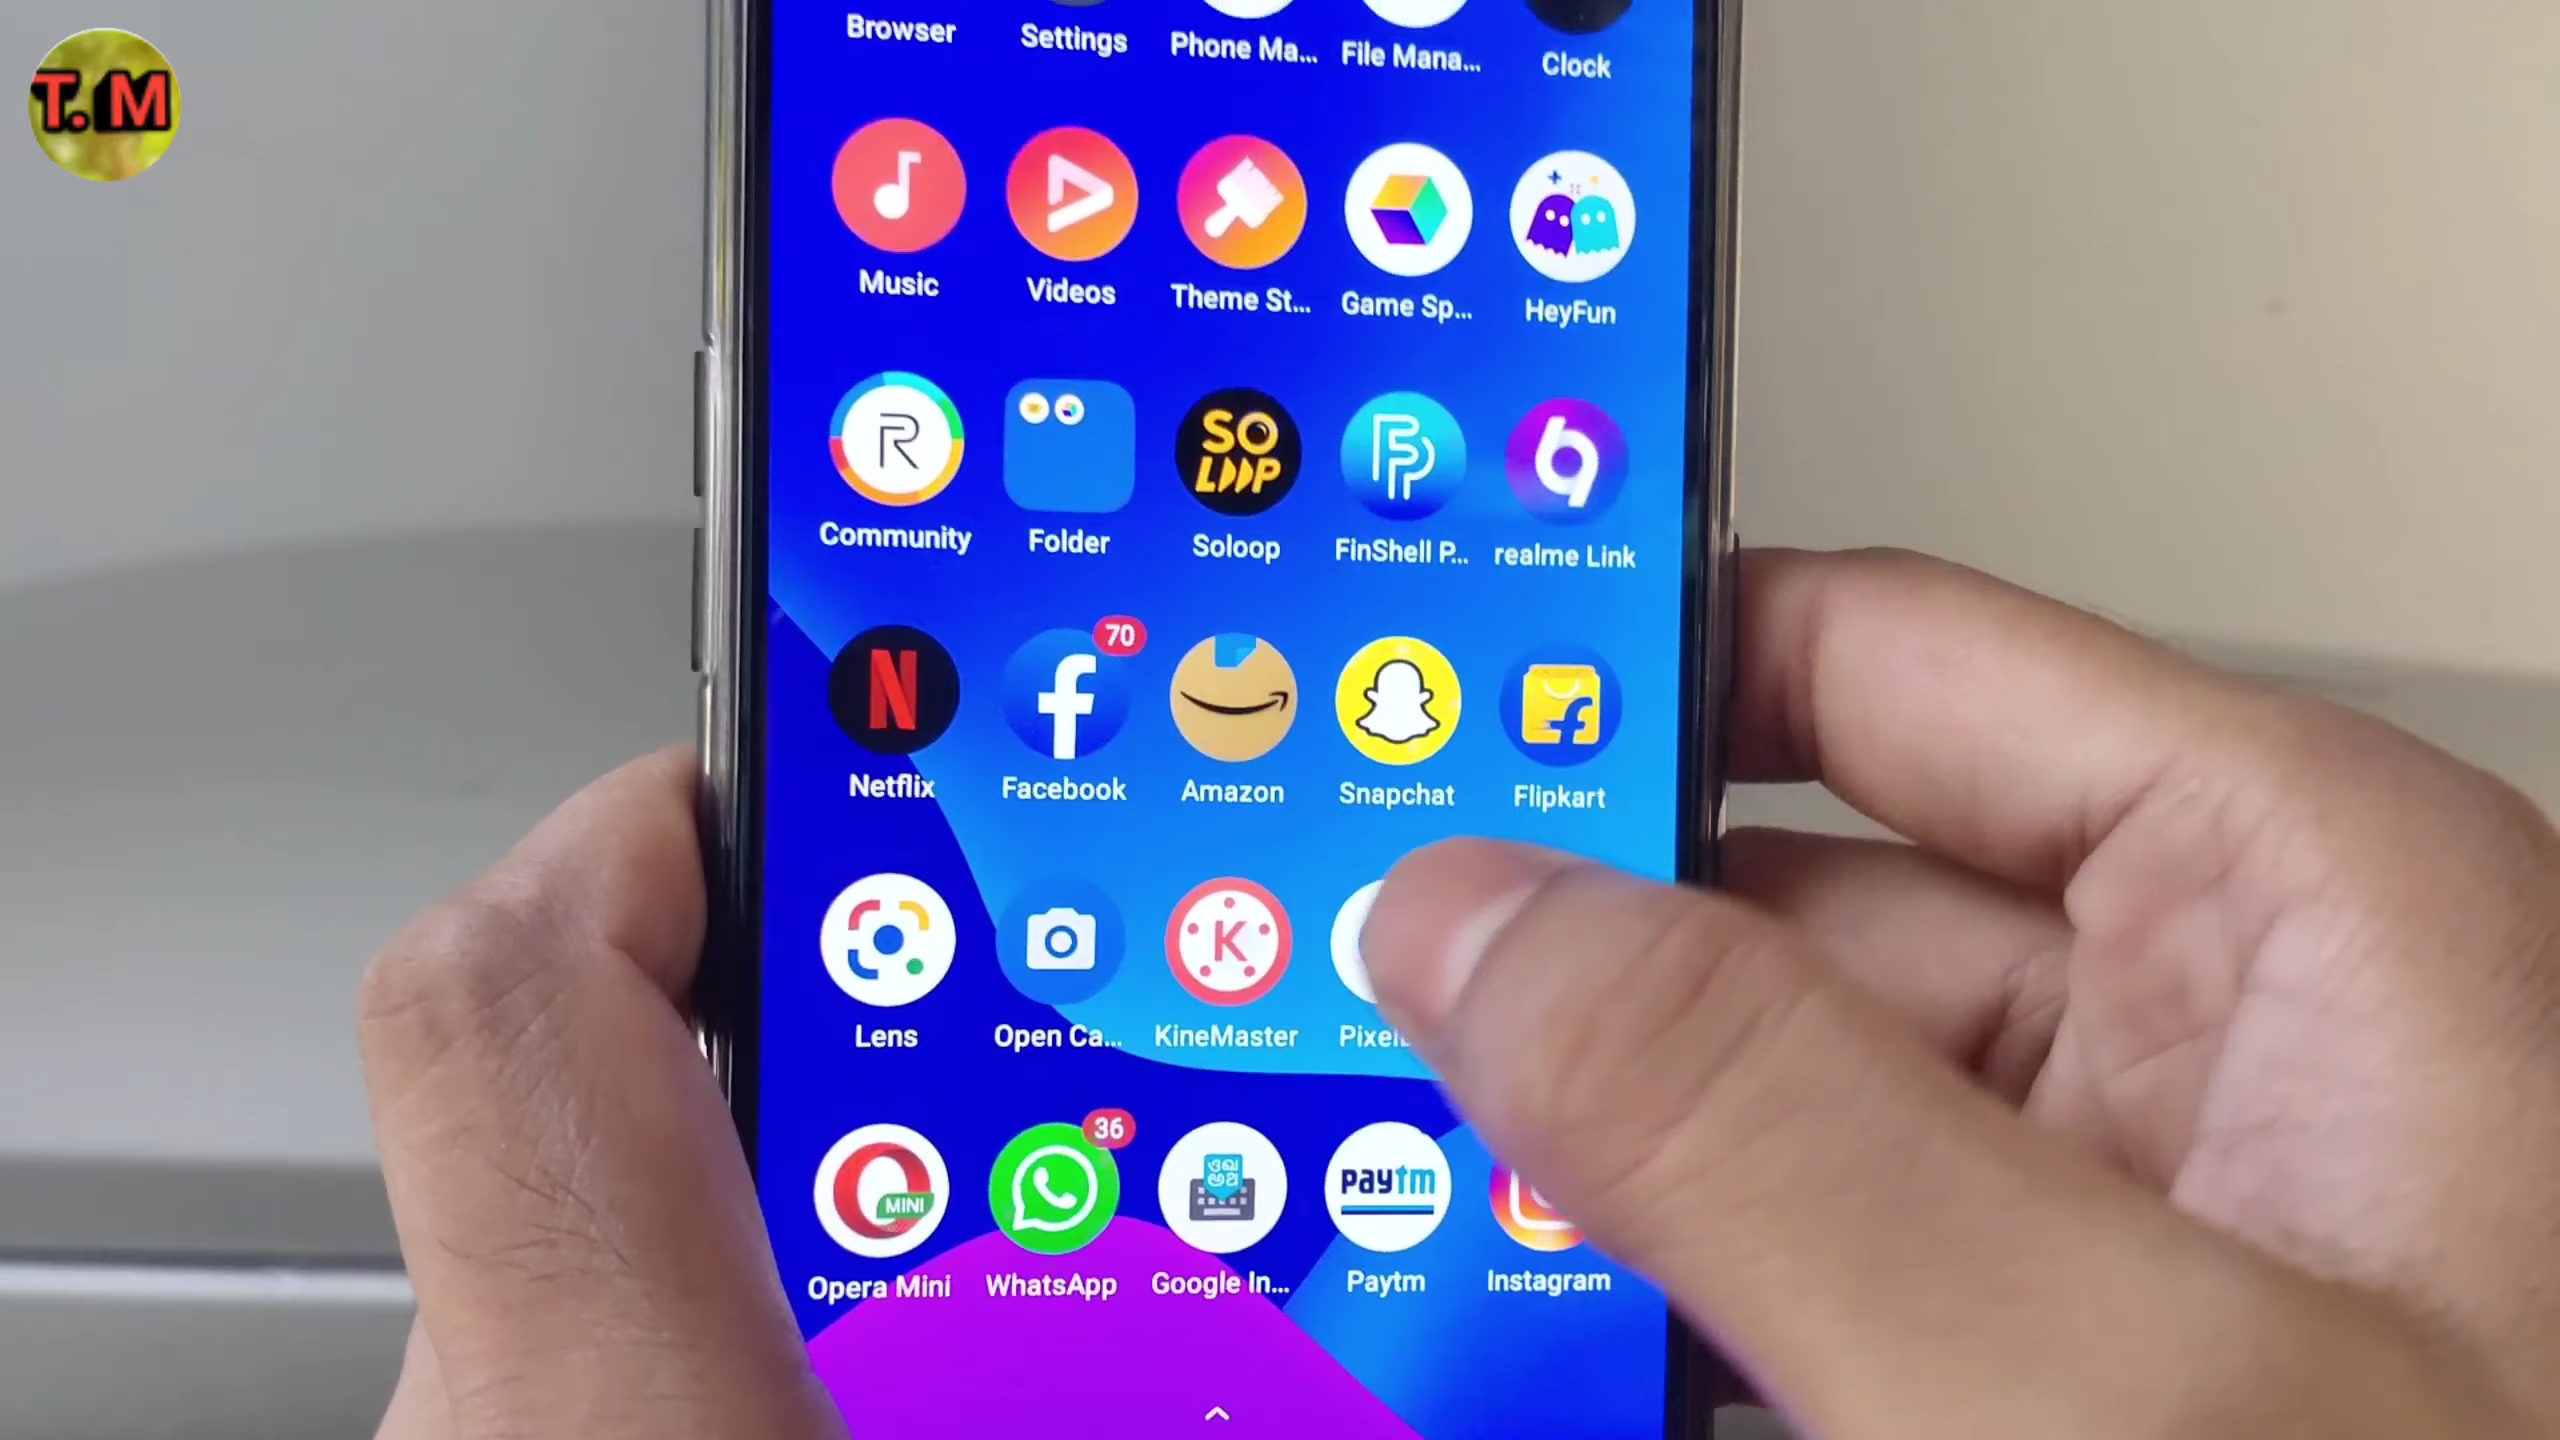 T. M
Browser Settings Phone Ma... File Mana... Clock
Music Videos Theme St... Game Sp... HeyFun
R
SO
LOOP
Community Folder Soloop FinShell P... realme Link
N
70
f
Netflix Facebook Amazon Snapchat Flipkart
K
Lens Open Ca... KineMaster Pixel
MINI
36
paytm
Opera Mini WhatsApp Google In... Paytm Instagram